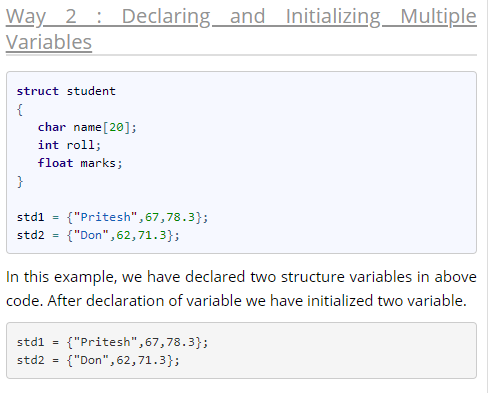 Way 2 : Declaring and Initializing Multiple
Variables
struct student
{
char name[20];
int roll;
float marks;
}
std1 = {"Pritesh",67,78.3};
std2 = {"Don",62,71.3};
In this example, we have declared two structure variables in above
code. After declaration of variable we have initialized two variable.
std1 = {"Pritesh",67,78.3};
std2 = {"Don",62,71.3};